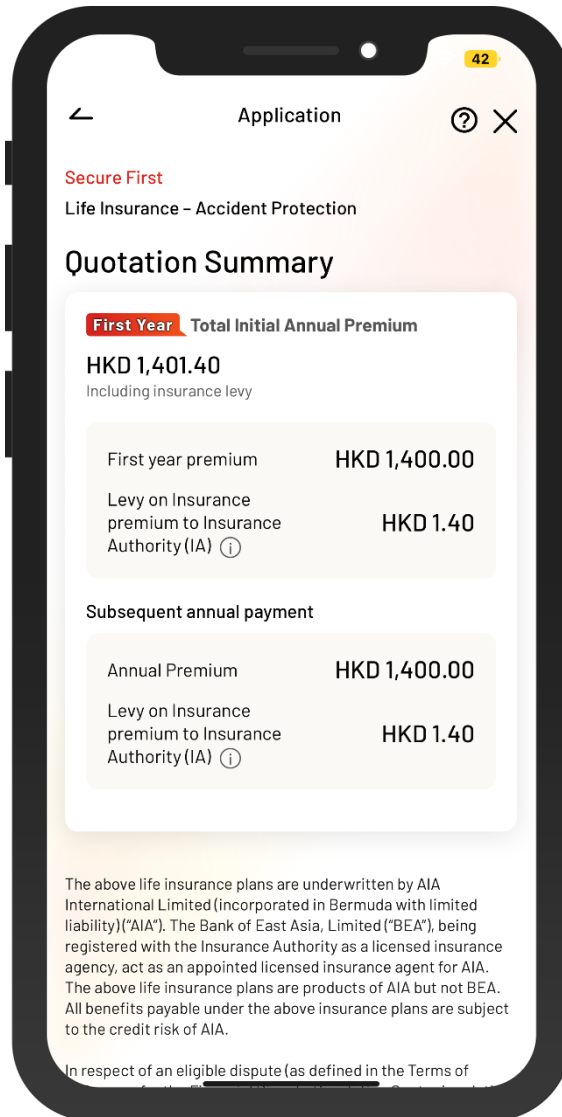 42
Application
Secure First
Life Insurance – Accident Protection
Quotation Summary
First Year Total Initial Annual Premium
HKD 1,401.40
Including insurance levy
First year premium HKD 1,400.00
Levy on Insurance
premium to Insurance HKD 1.40
Authority (IA)
Subsequent annual payment
Annual Premium HKD 1,400.00
Levy on Insurance
premium to Insurance HKD 1.40
Authority (IA)
The above life insurance plans are underwritten by AIA
International Limited (incorporated in Bermuda with limited
liability) (“AIA”). The Bank of East Asia, Limited (“BEA”), being
registered with the Insurance Authority as a licensed insurance
agency, act as an appointed licensed insurance agent for AIA.
The above life insurance plans are products of AIA but not BEA.
All benefits payable under the above insurance plans are subject
to the credit risk of AIA.
In respect of an eligible dispute (as defined in the Terms of